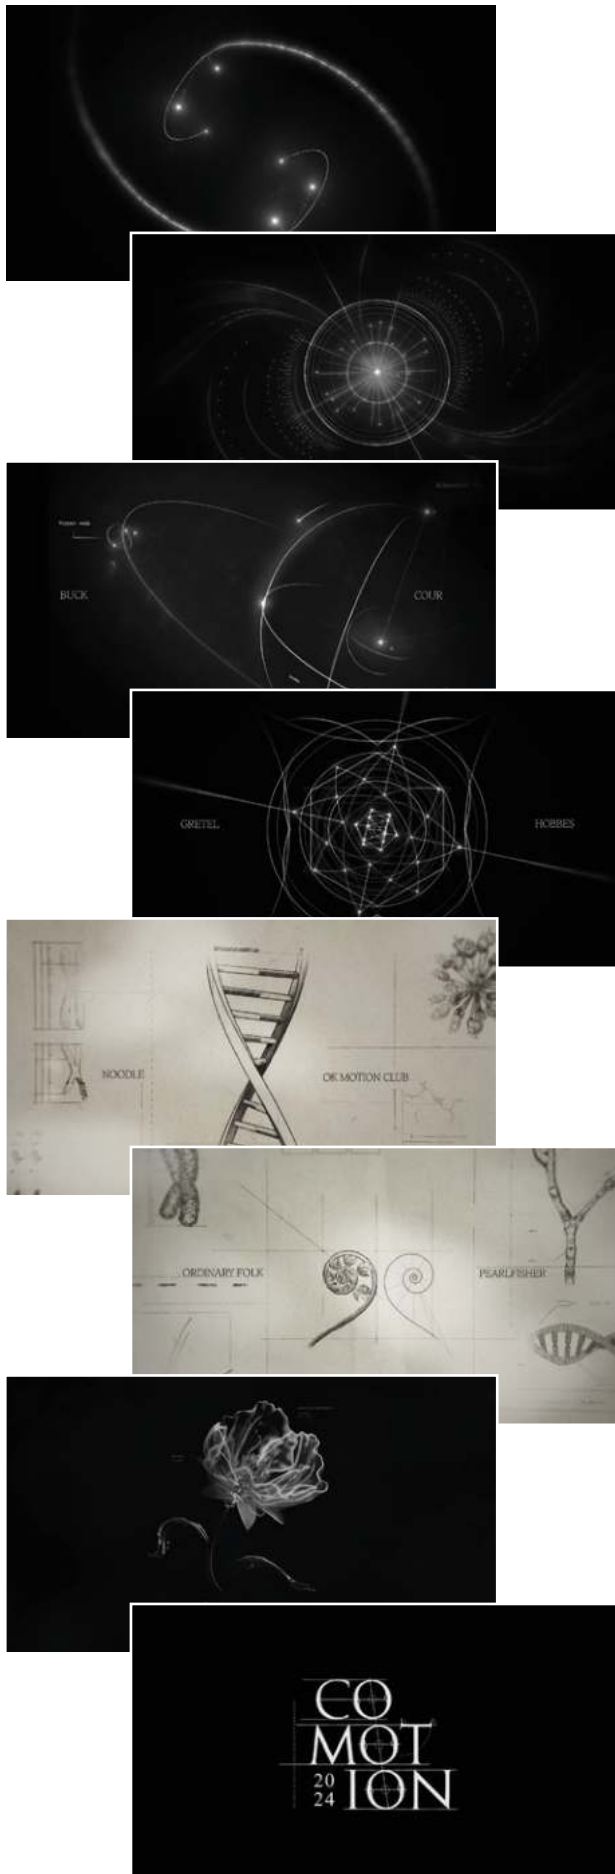 BUCK
COUR
GRETEL
HOBBES
NOODLE
OK MOTION CLUB
ORDINARY FOLK
PEARLFISHER
CO
MOT
20
24
ION